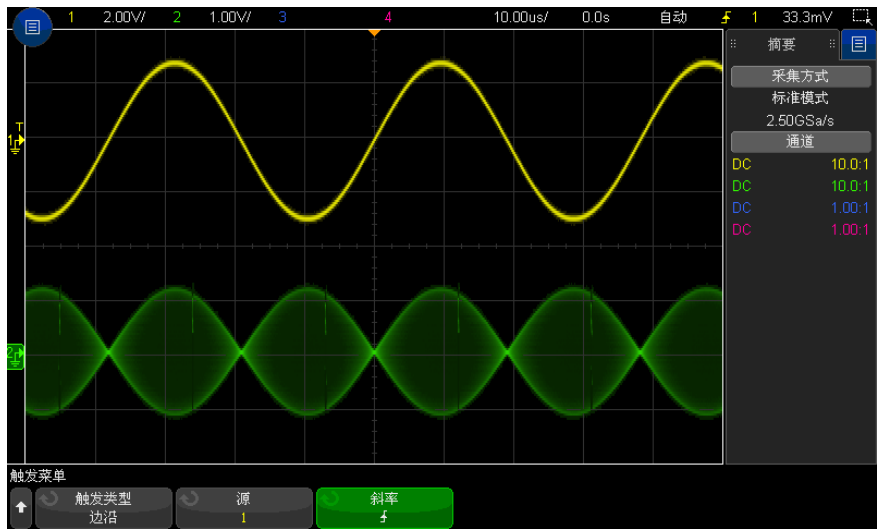 1 2.00V/ 2 1.00V/ 3 4 10.00us/ 0.0s 自动 1 33.3mV
摘要
采集方式
标准模式
2.50GSa/s
通道
DC 10.0:1
DC 10.0:1
DC 1.00:1
DC 1.00:1
T
1
2
触发菜单
触发类型
边沿
源
1
斜率